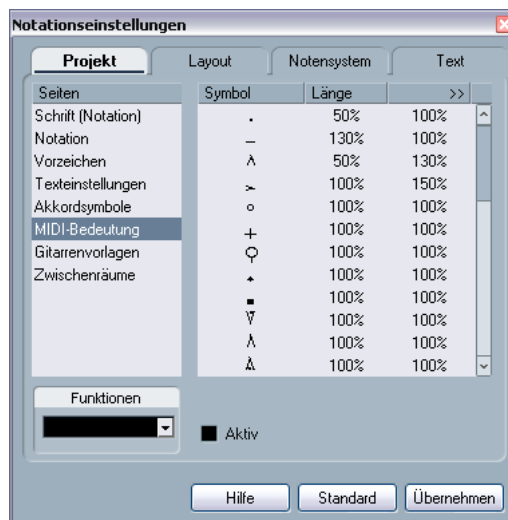 Notationseinstellungen
Projekt Layout Notensystem Text
Seiten Symbol Länge >>
Schrift (Notation) . 50% 100%
Notation – 130% 100%
Vorzeichen ʌ 50% 130%
Texteinstellungen > 100% 150%
Akkordsymbole o 100% 100%
MIDI-Bedeutung + 100% 100%
Gitarrenvorlagen 100% 100%
Zwischenräume 100% 100%
100% 100%
100% 100%
100% 100%
100% 100%
Funktionen
Aktiv
Hilfe Standard Übernehmen